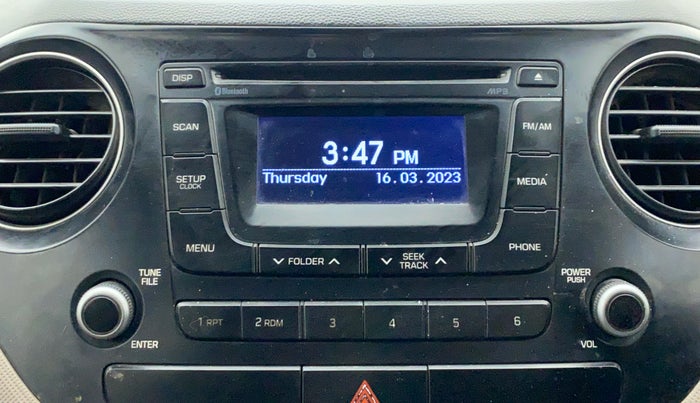 DISP
Bluetooth
MP3
SCAN
FM/AM
3:47 PM
Thursday 16.03.2023
SETUP
CLOCK
MEDIA
MENU
FOLDER
SEEK
TRACK
PHONE
TUNE
FILE
POWER
PUSH
1 RPT
2 RDM
3
4
5
6
ENTER
VOL